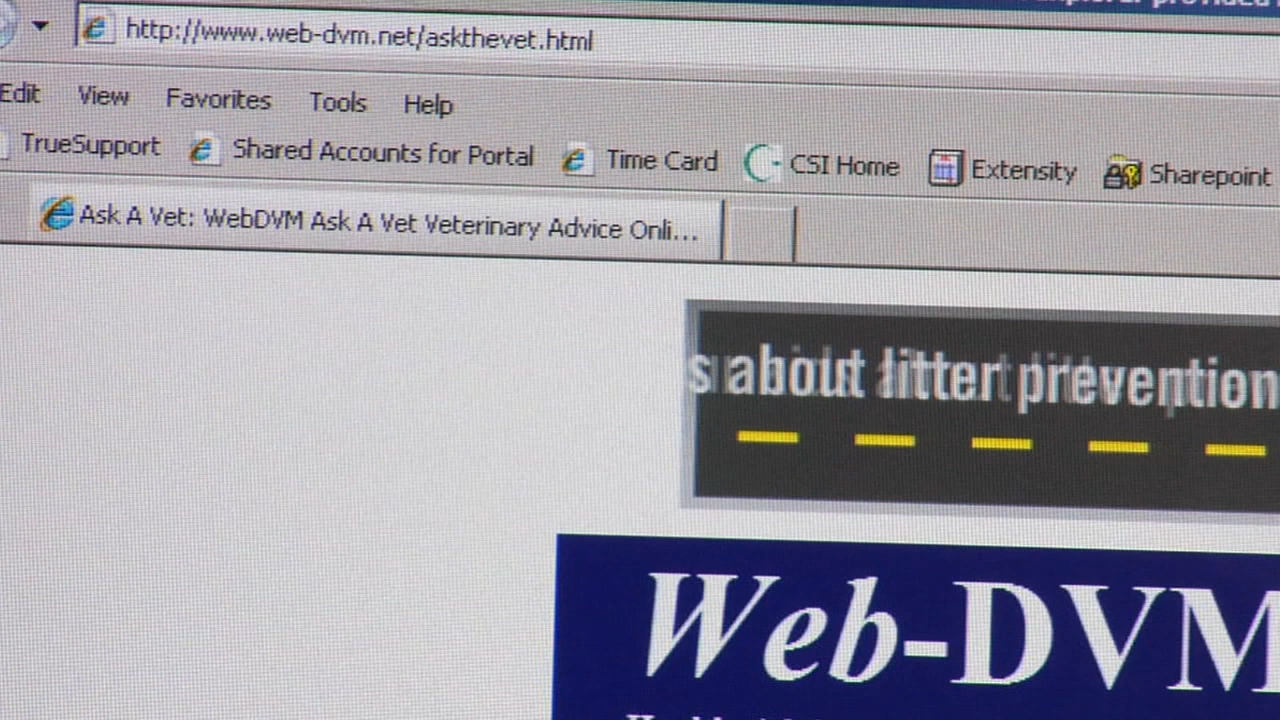 provided
http://www.web-dvm.net/askthevet.html
Edit View Favorites Tools Help
TrueSupport Shared Accounts for Portal Time Card CSI Home Extensity Sharepoint
Ask A Vet: WebDVM Ask A Vet Veterinary Advice Onli...
s about litter prevention
Web-DVM